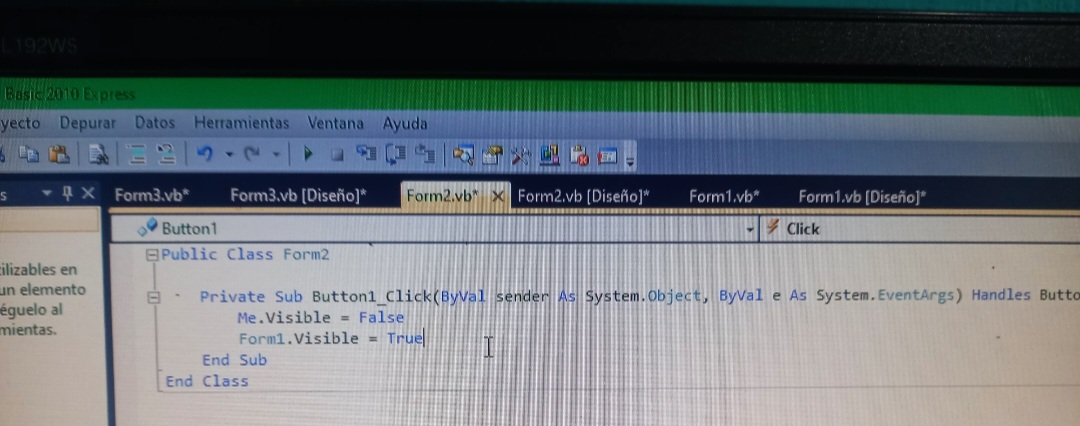 L192WS
Basic 2010 Express
yecto Depurar Datos Herramientas Ventana Ayuda
s Form3.vb* Form3.vb [Diseño]* Form2.vb* Form2.vb [Diseño]* Form1.vb* Form1.vb [Diseño]*
Button1 Click
Public Class Form2
ilizables en
un elemento
éguelo al
mientas.
Private Sub Button1_Click(ByVal sender As System.Object, ByVal e As System.EventArgs) Handles Butto
Me.Visible = False
Form1.Visible = True
End Sub
End Class